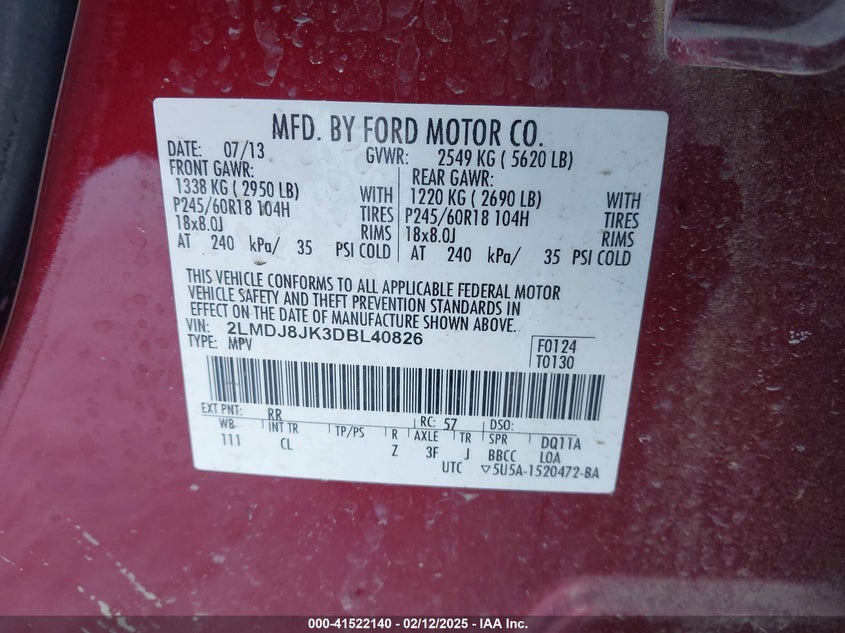 MFD. BY FORD MOTOR CO.
DATE: 07/13 GVWR: 2549 KG ( 5620 LB)
FRONT GAWR: REAR GAWR:
1338 KG ( 2950 LB) WITH 1220 KG ( 2690 LB) WITH
P245/60R18 104H TIRES P245/60R18 104H TIRES
18x8.0J RIMS 18x8.0J RIMS
AT 240 kPa/ 35 PSI COLD AT 240 kPa/ 35 PSI COLD
THIS VEHICLE CONFORMS TO ALL APPLICABLE FEDERAL MOTOR
VEHICLE SAFETY AND THEFT PREVENTION STANDARDS IN
EFFECT ON THE DATE OF MANUFACTURE SHOWN ABOVE.
VIN: 2LMDJ8JK3DBL40826 F0124
TYPE: MPV T0130
EXT PNT: RR RC: 57 DSO:
WB INT TR TP/PS R AXLE TR SPR DQ11A
111 CL Z 3F J BBCC LOA
UTC ▽5U5A-1520472-BA
000-41522140 - 02/12/2025 - IAA Inc.